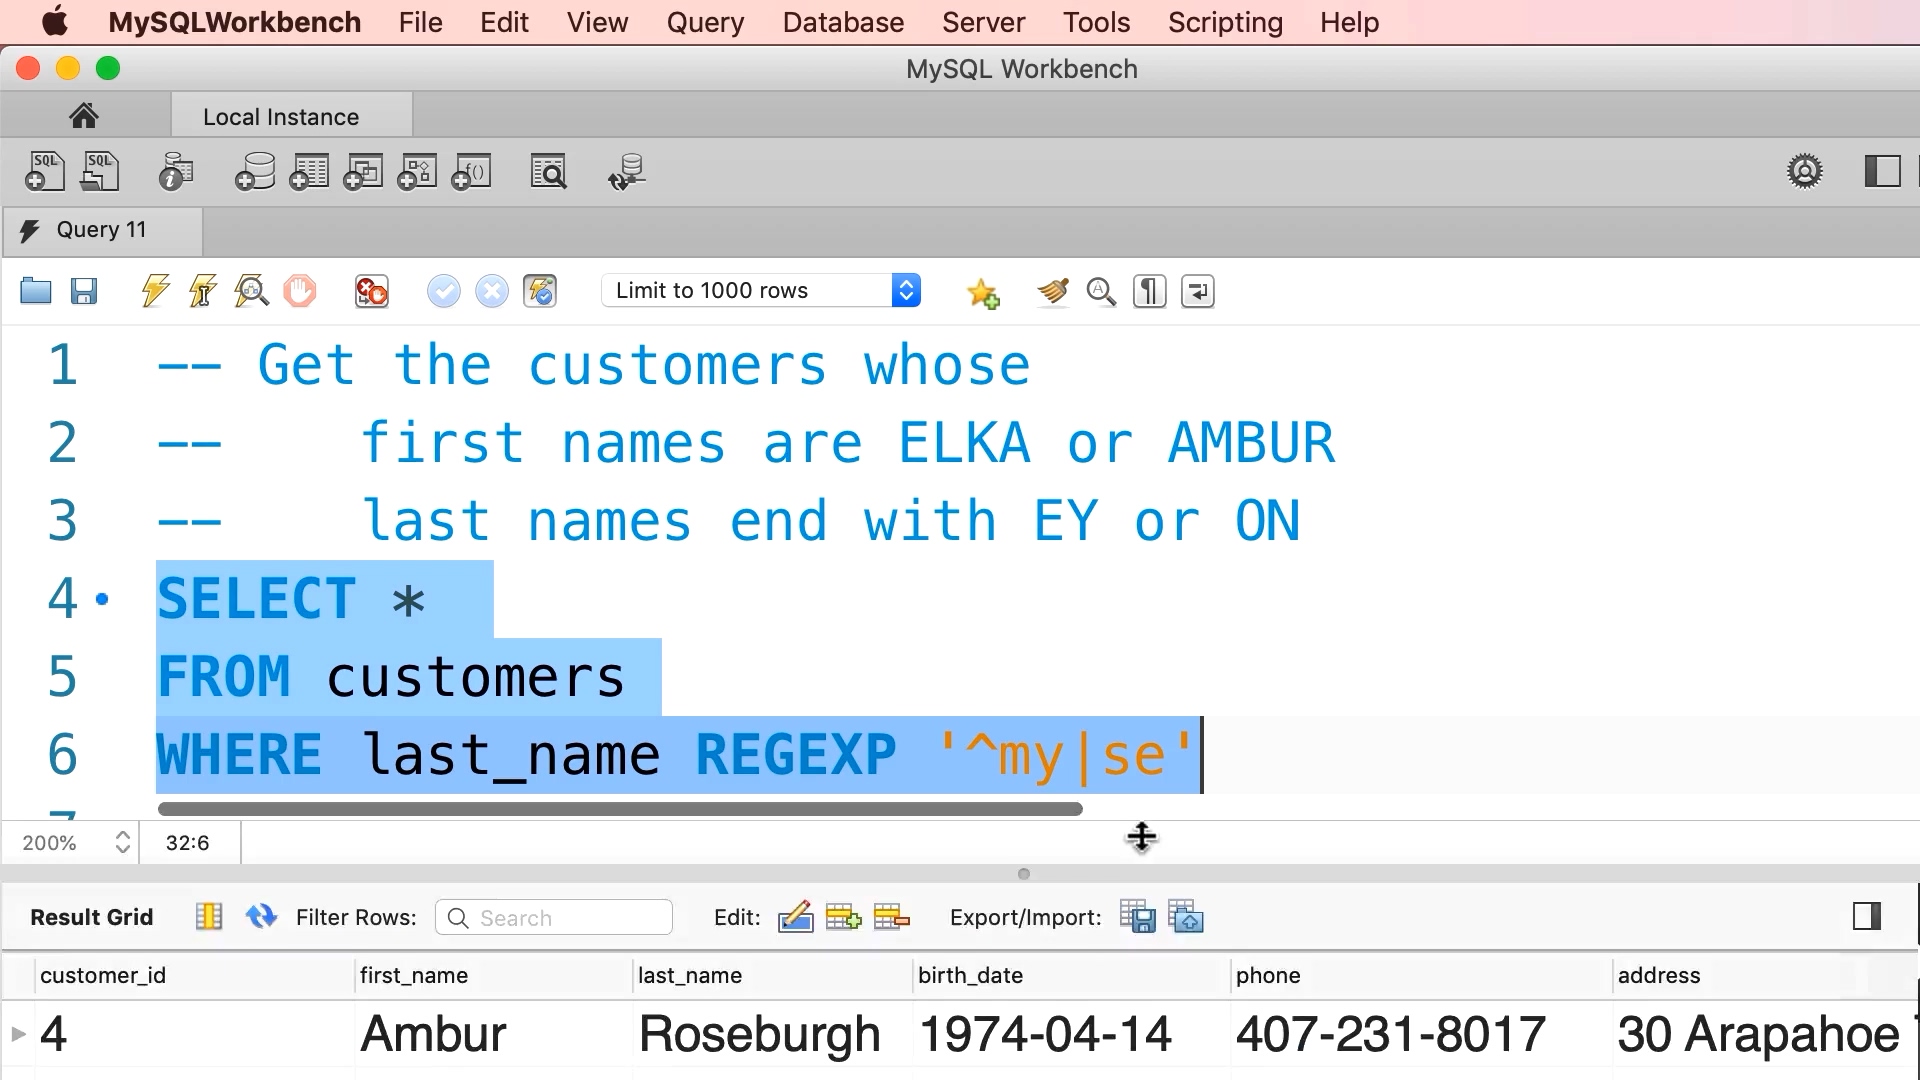 MySQLWorkbench File Edit View Query Database Server Tools Scripting Help
MySQL Workbench
Local Instance
SQL SQL i f()
Query 11
Limit to 1000 rows
1 -- Get the customers whose
2 -- first names are ELKA or AMBUR
3 -- last names end with EY or ON
4 SELECT *
5 FROM customers
6 WHERE last_name REGEXP '^my|se'
200% 32:6
Result Grid Filter Rows: Search Edit: Export/Import:
customer_id first_name last_name birth_date phone address
4 Ambur Roseburgh 1974-04-14 407-231-8017 30 Arapahoe